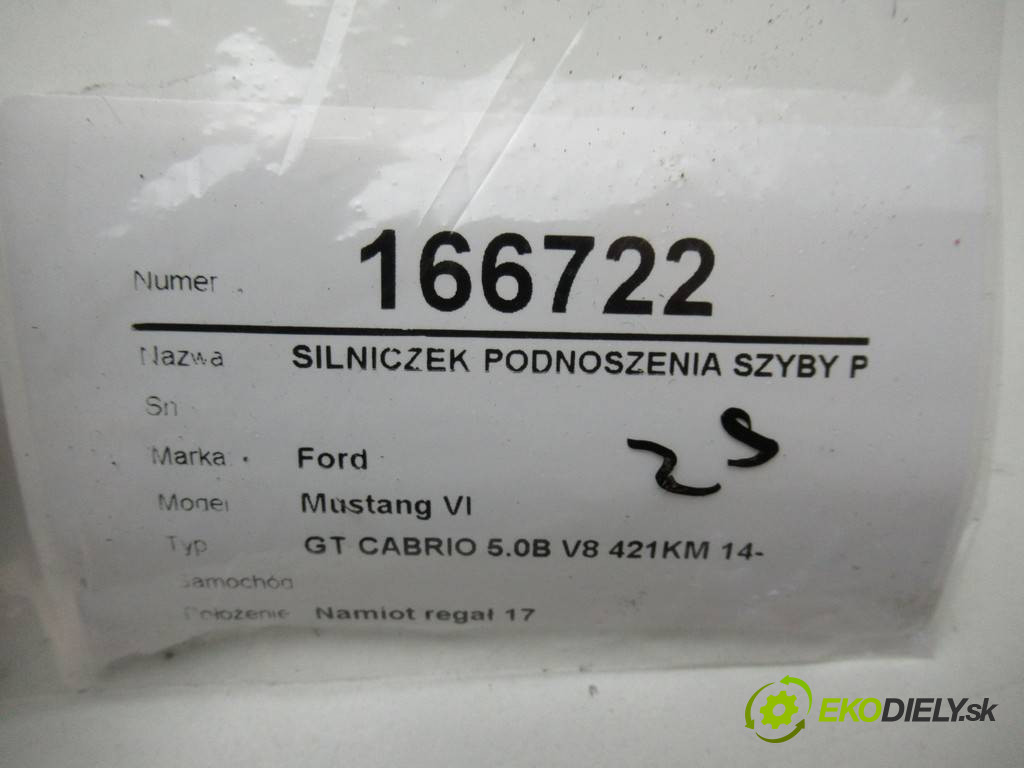 Numer 166722
Nazwa SILNICZEK PODNOSZENIA SZYBY P
Sn
Marka Ford
Model Mustang VI
Typ GT CABRIO 5.0B V8 421KM 14-
Samochód
Położenie Namiot regał 17
29
EKODIELY.sk